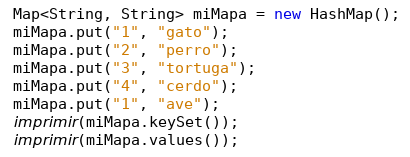 Map<String, String> miMapa = new HashMap();
miMapa.put("1", "gato");
miMapa.put("2", "perro");
miMapa.put("3", "tortuga");
miMapa.put("4", "cerdo");
miMapa.put("1", "ave");
imprimir(miMapa.keySet());
imprimir(miMapa.values());